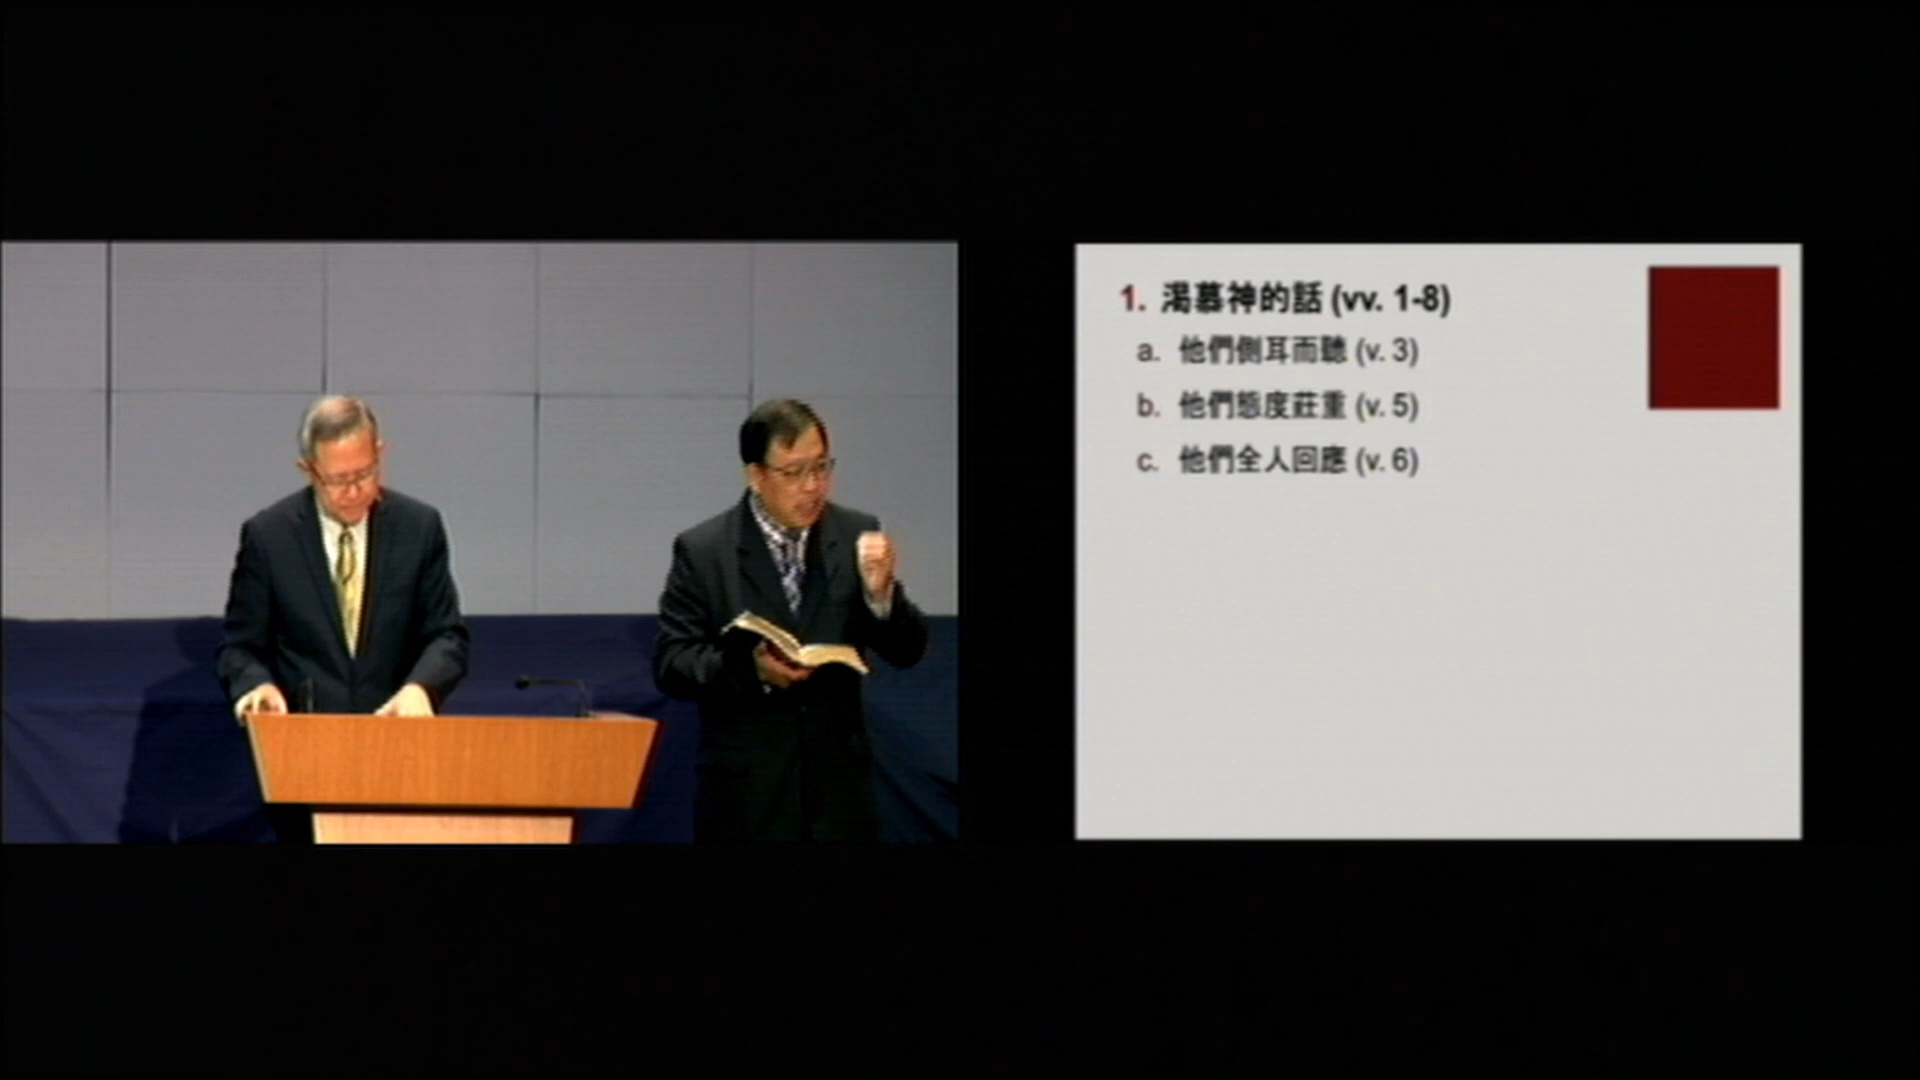 1. 渴慕神的話 (vv. 1-8)
a. 他們側耳而聽 (v. 3)
b. 他們態度莊重 (v. 5)
c. 他們全人回應 (v. 6)